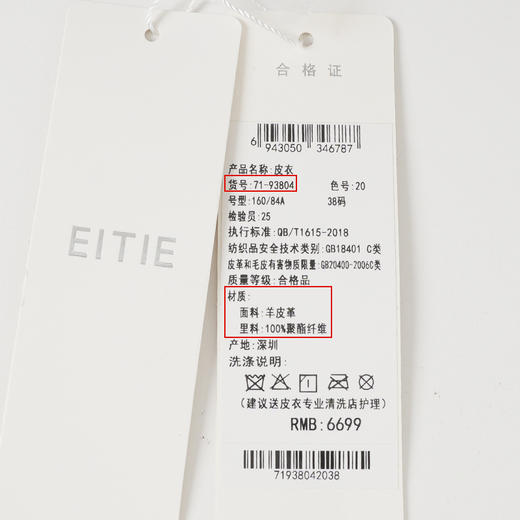 EITIE
合格证
6 943050 346787
产品名称:皮衣
货号:71-93804 色号:20
号型:160/84A 38码
检验员:25
执行标准:QB/T1615-2018
纺织品安全技术类别:GB18401 C类
皮革和毛皮有害物质限量:GB20400-2006C类
质量等级:合格品
材质:
面料:羊皮革
里料:100%聚酯纤维
产地:深圳
洗涤说明:
(建议送皮衣专业清洗店护理)
RMB:6699
71938042038